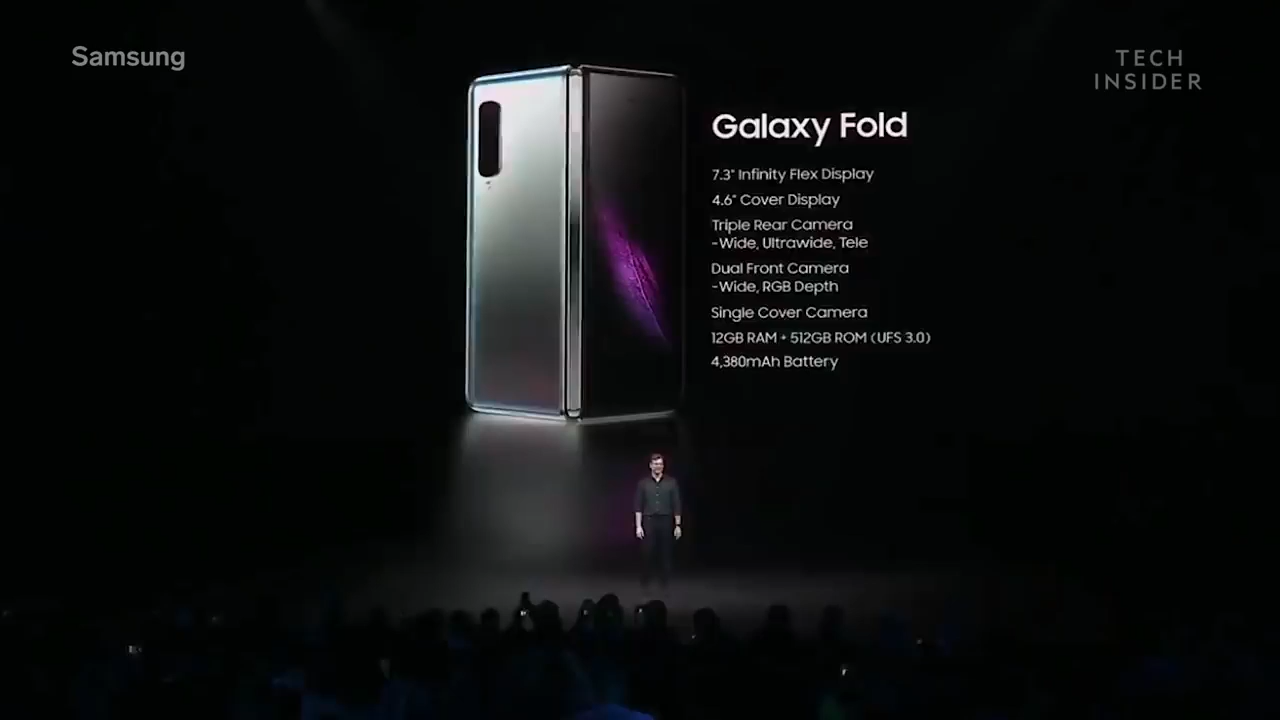 Samsung
TECH
INSIDER
Galaxy Fold
7.3" Infinity Flex Display
4.6" Cover Display
Triple Rear Camera
-Wide, Ultrawide, Tele
Dual Front Camera
-Wide, RGB Depth
Single Cover Camera
12GB RAM + 512GB ROM (UFS 3.0)
4,380mAh Battery